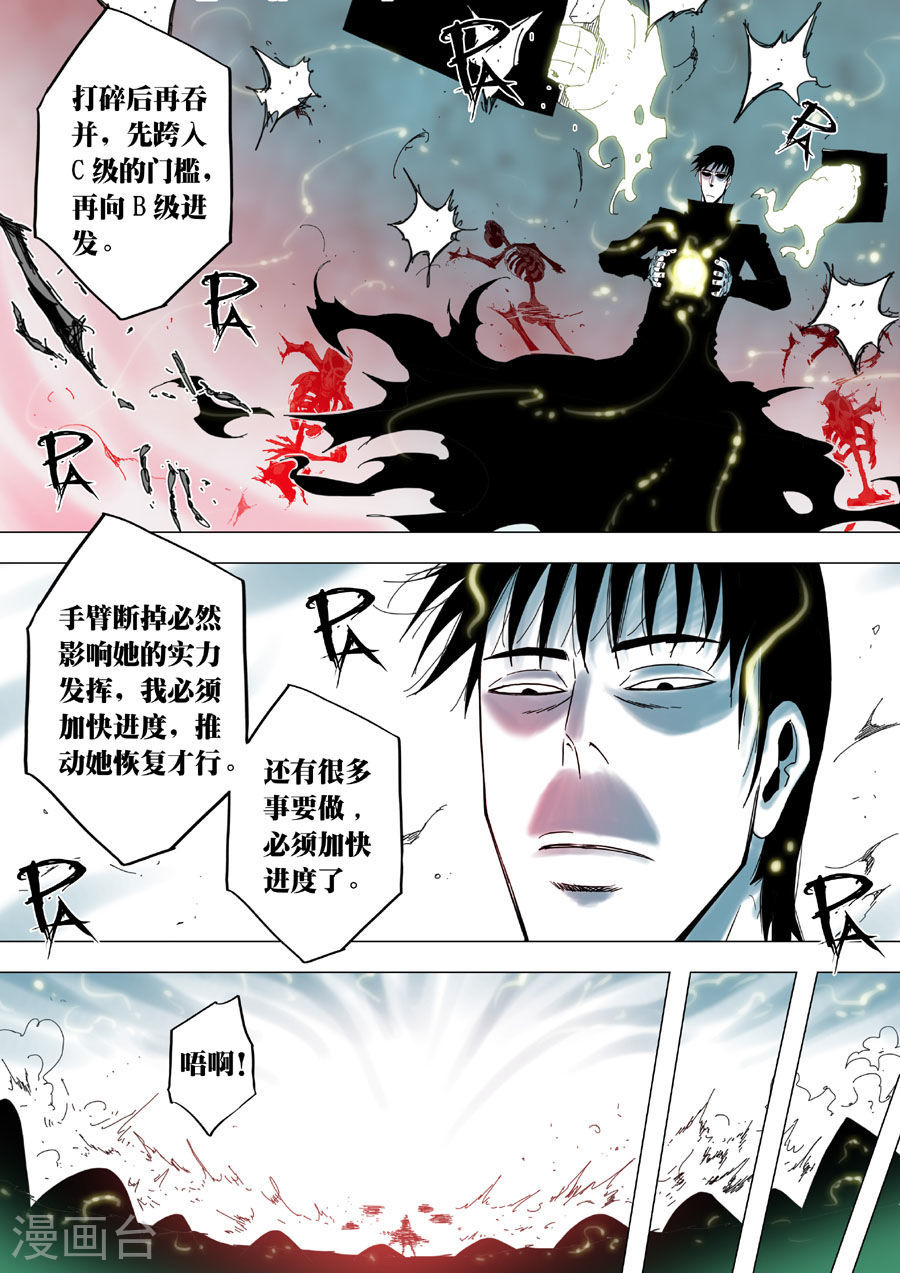 PA
PA
PA
打碎后再吞
并，先跨入
C 级的门槛，
再向 B 级进
发。
PA
PA
手臂断掉必然
影响她的实力
发挥，我必须
加快进度，推
动她恢复才行。
PA
还有很多
事要做，
必须加快
进度了。
PA
PA
唔啊！
漫画台